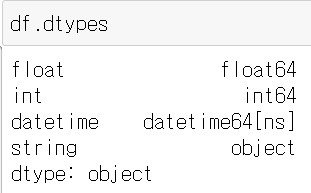 df.dtypes
float float64
int int64
datetime datetime64[ns]
string object
dtype: object